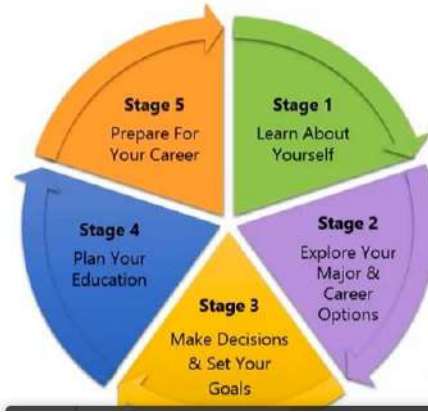 Stage 1
Learn About
Yourself
Stage 2
Explore Your
Major &
Career
Options
Stage 3
Make Decisions
& Set Your
Goals
Stage 4
Plan Your
Education
Stage 5
Prepare For
Your Career